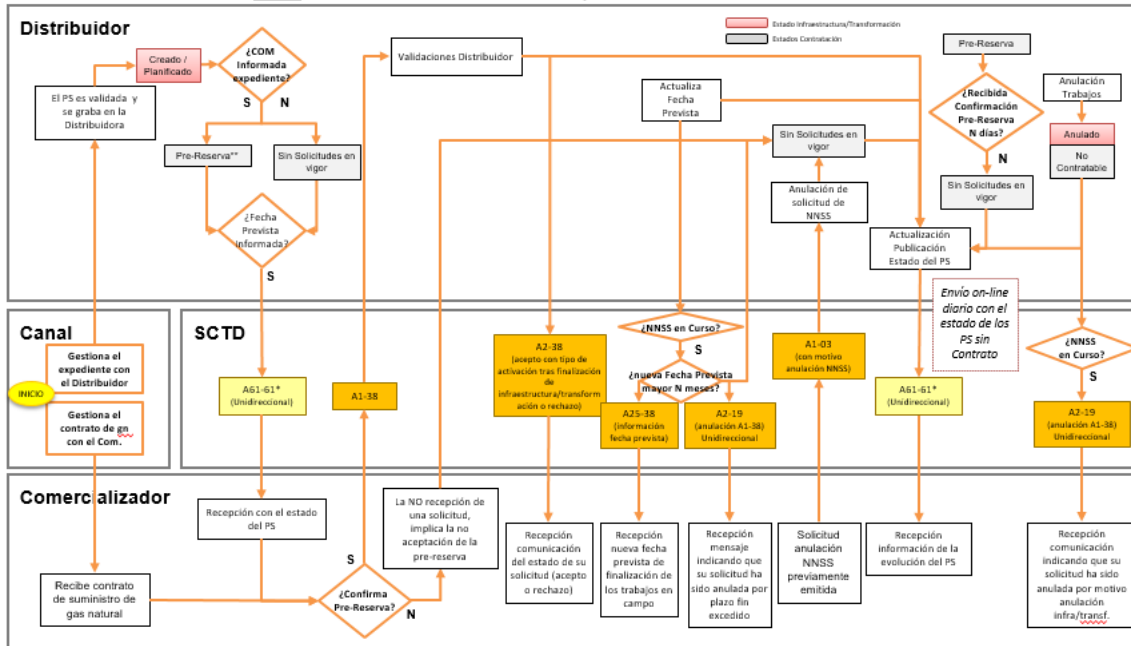 Distribuidor
Estado Infraestructura/Transformación
Estados Contratación
Creado /
Planificado
¿COM
Informada
expediente?
S
N
El PS es validada y
se graba en la
Distribuidora
Pre-Reserva**
Sin Solicitudes en
vigor
¿Fecha
Prevista
Informada?
S
Validaciones Distribuidor
Actualiza
Fecha
Prevista
Sin Solicitudes en
vigor
Anulación de
solicitud de
NNSS
Pre-Reserva
¿Recibida
Confirmación
Pre-Reserva
N días?
N
Sin Solicitudes en
vigor
Actualización
Publicación
Estado del PS
Anulación
Trabajos
Anulado
No
Contratable
Canal
Gestiona el
expediente con
el Distribuidor
INICIO
Gestiona el
contrato de gn
con el Com.
SCTD
A61-61*
(Unidireccional)
A1-38
A2-38
(acepto con tipo de
activación tras finalización
de
infraestructura/transform
ación o rechazo)
¿NNSS en Curso?
S
¿nueva Fecha Prevista
mayor N meses?
A25-38
(información
fecha prevista)
A2-19
(anulación A1-38)
Unidireccional
A1-03
(con motivo
anulación NNSS)
A61-61*
(Unidireccional)
Envío on-line
diario con el
estado de los
PS sin
Contrato
¿NNSS
en Curso?
S
A2-19
(anulación A1-38)
Unidireccional
Comercializador
Recepción con el estado
del PS
Recibe contrato
de suministro de
gas natural
¿Confirma
Pre-Reserva?
S
N
La NO recepción de
una solicitud,
implica la no
aceptación de la
pre-reserva
Recepción
comunicación
del estado de su
solicitud (acepto
o rechazo)
Recepción
nueva fecha
prevista de
finalización de
los trabajos en
campo
Recepción
mensaje
indicando que
su solicitud ha
sido anulada por
plazo fin
excedido
Solicitud
anulación
NNSS
previamente
emitida
Recepción
información de la
evolución del PS
Recepción
comunicación
indicando que su
solicitud ha sido
anulada por motivo
anulación
infra/transf.